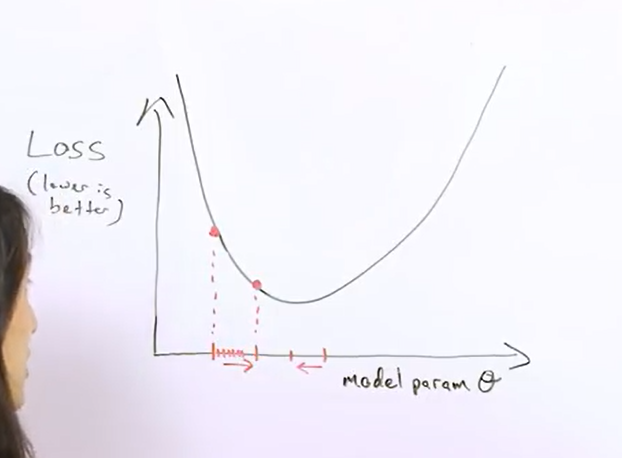 Loss
(lower is
better)
model param θ